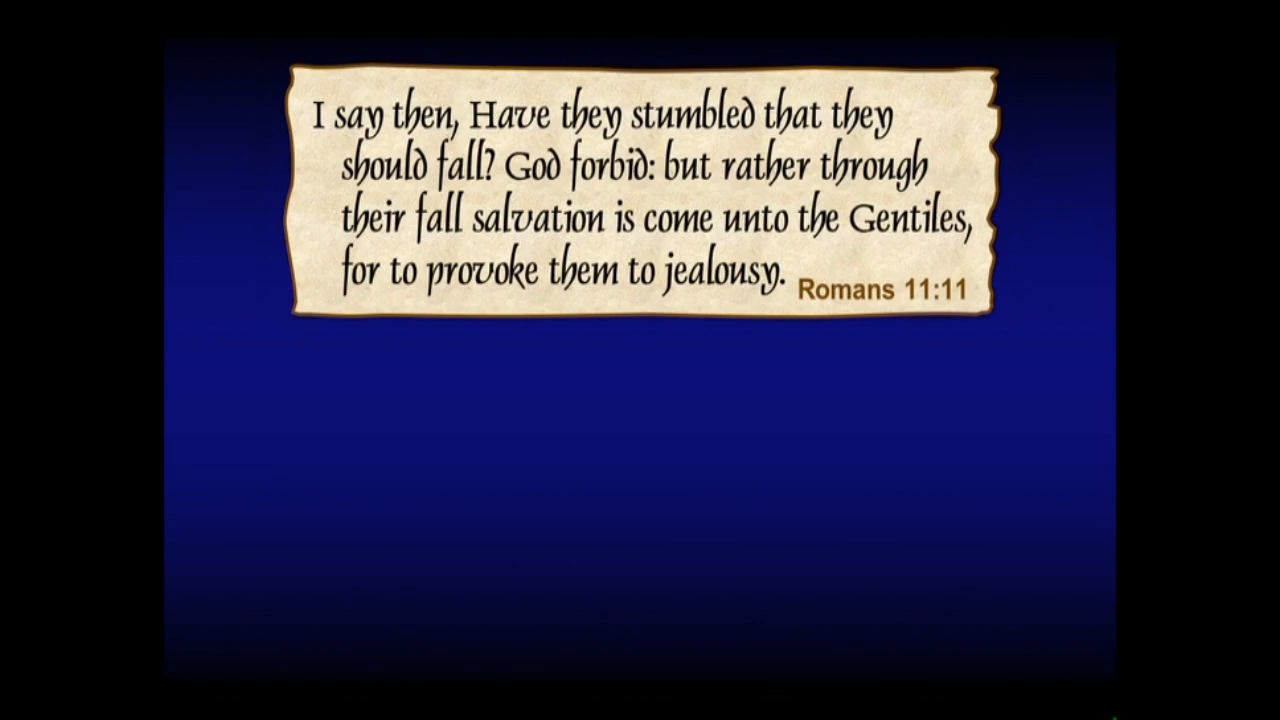 I say then, Have they stumbled that they
should fall? God forbid: but rather through
their fall salvation is come unto the Gentiles,
for to provoke them to jealousy.
Romans 11:11